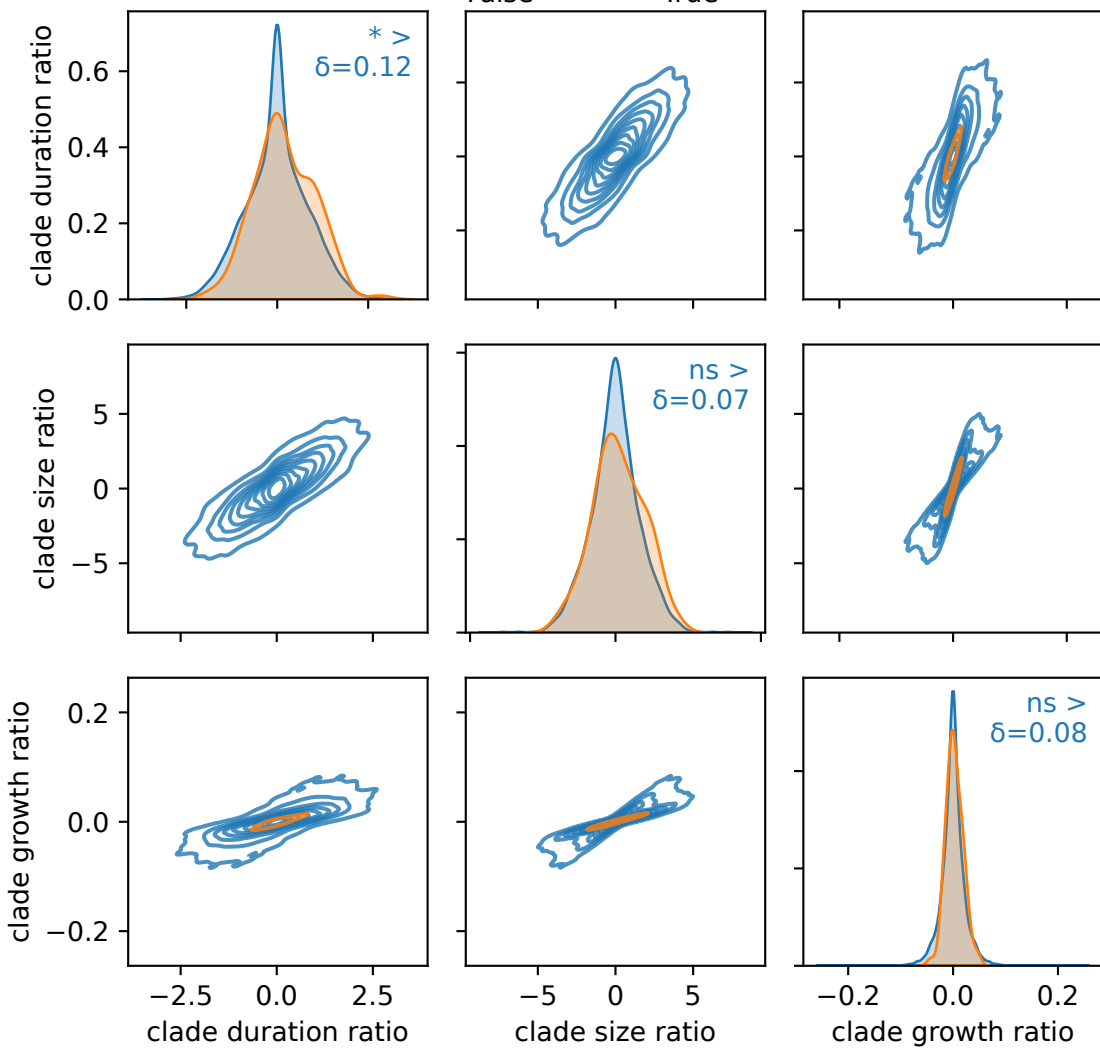 clade duration ratio
0.6
0.4
0.2
0.0
* >
δ=0.12
clade size ratio
5
0
−5
ns >
δ=0.07
clade growth ratio
0.2
0.0
−0.2
ns >
δ=0.08
−2.5 0.0 2.5
−5 0 5
−0.2 0.0 0.2
clade duration ratio
clade size ratio
clade growth ratio